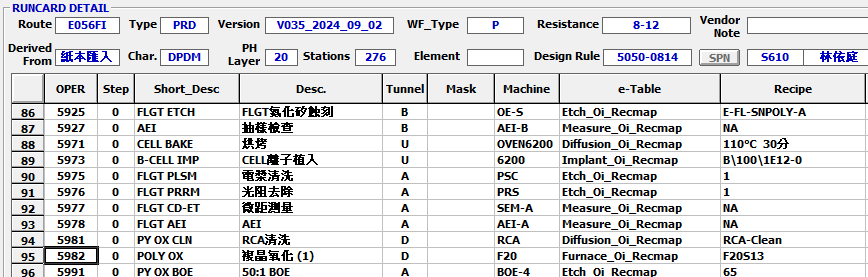 RUNCARD DETAIL
Route E056FI Type PRD Version V035_2024_09_02 WF_Type P Resistance 8-12 Vendor Note
Derived From 紙本匯入 Char. DPDM PH Layer 20 Stations 276 Element Design Rule 5050-0814 SPN S610 林依庭
OPER Step Short_Desc Desc. Tunnel Mask Machine e-Table Recipe
86 5925 0 FLGT ETCH FLGT氮化矽蝕刻 B OE-S Etch_Oi_Recmap E-FL-SNPOLY-A
87 5927 0 AEI 抽樣檢查 B AEI-B Measure_Oi_Recmap NA
88 5971 0 CELL BAKE 烘烤 U OVEN6200 Diffusion_Oi_Recmap 110°C 30分
89 5973 0 B-CELL IMP CELL離子植入 U 6200 Implant_Oi_Recmap B\100\1E12-0
90 5975 0 FLGT PLSM 電漿清洗 A PSC Etch_Oi_Recmap 1
91 5976 0 FLGT PRRM 光阻去除 A PRS Etch_Oi_Recmap 1
92 5977 0 FLGT CD-ET 微距測量 A SEM-A Measure_Oi_Recmap NA
93 5978 0 FLGT AEI AEI A AEI-A Measure_Oi_Recmap NA
94 5981 0 PY OX CLN RCA清洗 D RCA Diffusion_Oi_Recmap RCA-Clean
95 5982 0 POLY OX 複晶氧化 (1) D F20 Furnace_Oi_Recmap F20S13
96 5991 0 PY OX BOE 50:1 BOE A BOE-4 Etch_Oi_Recmap 65